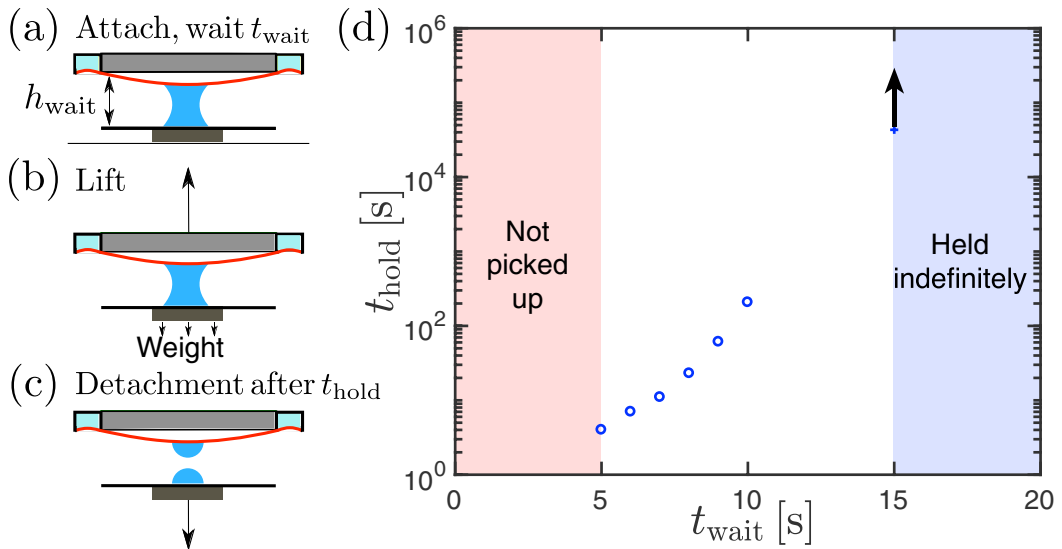 (a) Attach, wait t_wait
h_wait
(b) Lift
Weight
(c) Detachment after t_hold
(d)
t_hold [s]
10^6
10^4
10^2
10^0
Not
picked
up
Held
indefinitely
0 5 10 15 20
t_wait [s]